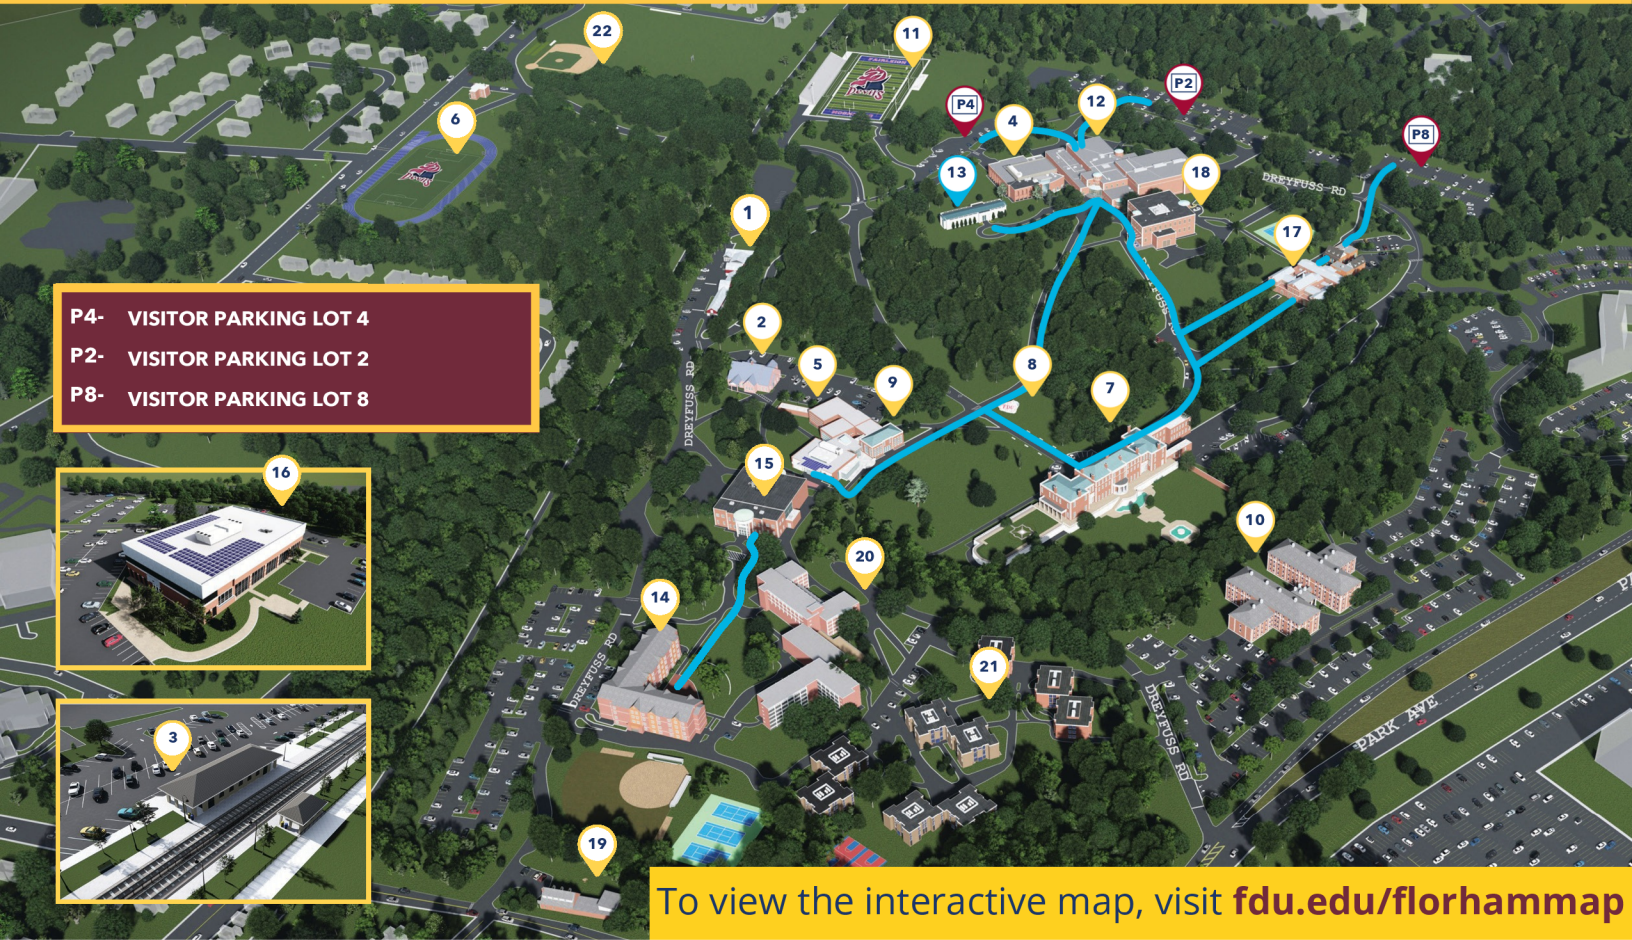 22
11
P4
12
P2
6
4
P8
13
18
DREYFUSS RD
1
17
DREYFUSS RD
P4- VISITOR PARKING LOT 4
P2- VISITOR PARKING LOT 2
P8- VISITOR PARKING LOT 8
2
5
8
9
7
DREYFUSS RD
16
15
10
20
14
DREYFUSS RD
21
DREYFUSS RD
PARK AVE
3
19
To view the interactive map, visit fdu.edu/florhammap